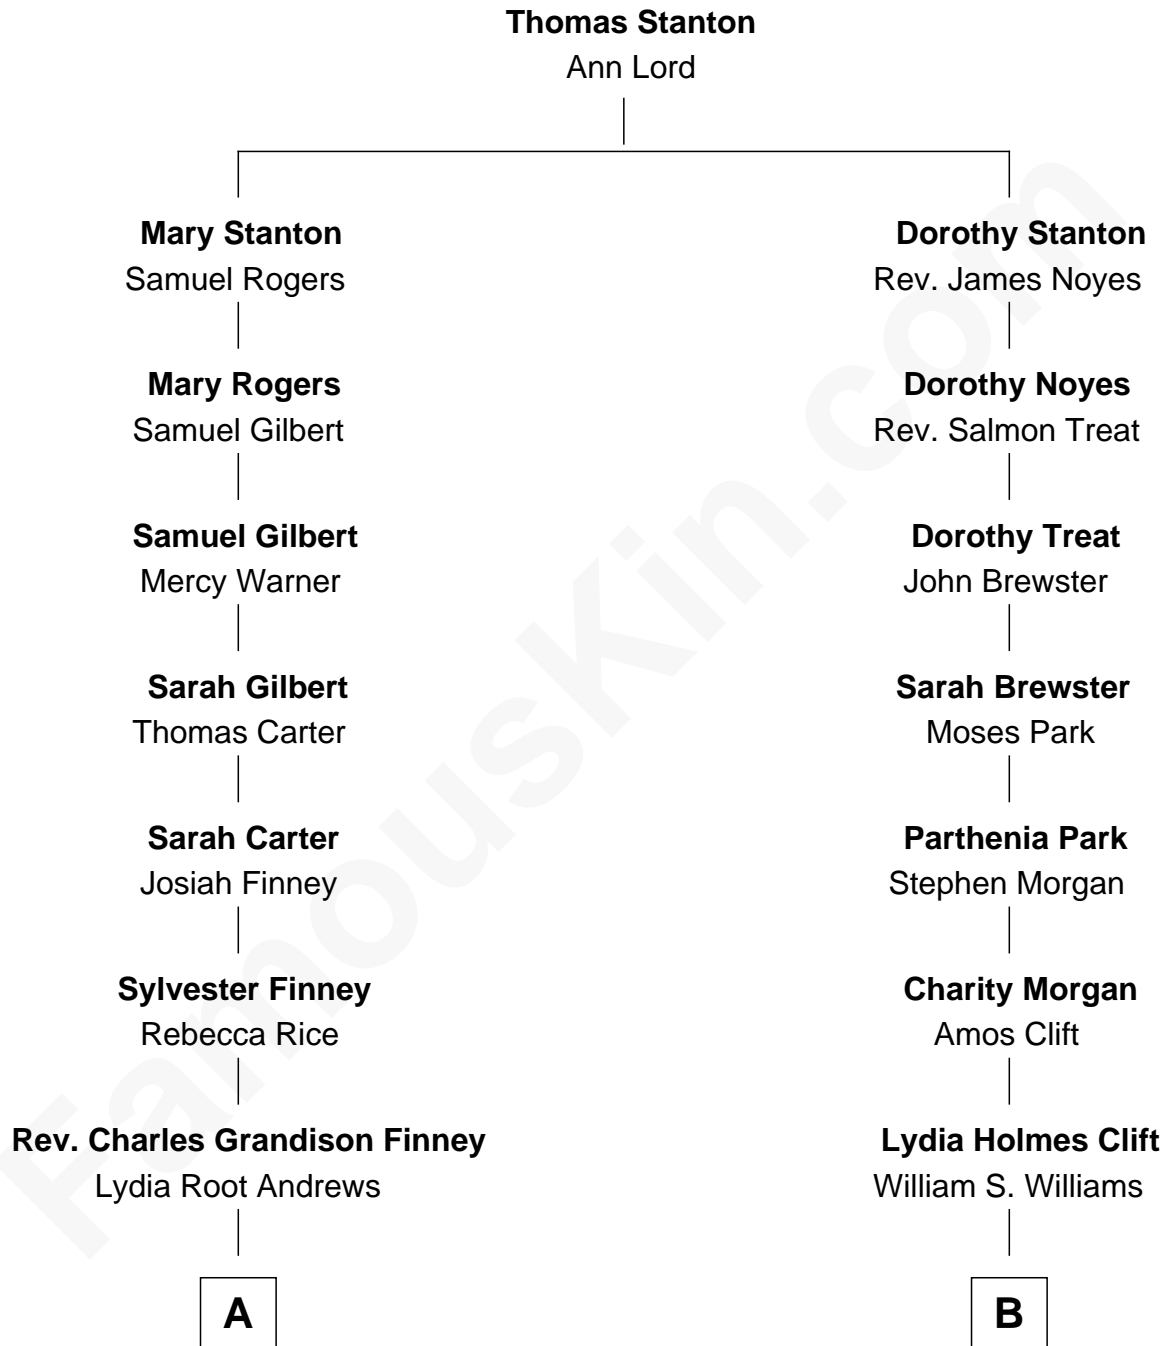 Thomas Stanton
Ann Lord
Mary Stanton
Samuel Rogers
Dorothy Stanton
Rev. James Noyes
Mary Rogers
Samuel Gilbert
Dorothy Noyes
Rev. Salmon Treat
Samuel Gilbert
Mercy Warner
Dorothy Treat
John Brewster
Sarah Gilbert
Thomas Carter
Sarah Brewster
Moses Park
Sarah Carter
Josiah Finney
Parthenia Park
Stephen Morgan
Sylvester Finney
Rebecca Rice
Charity Morgan
Amos Clift
Rev. Charles Grandison Finney
Lydia Root Andrews
Lydia Holmes Clift
William S. Williams
A
B
FamousKin.com